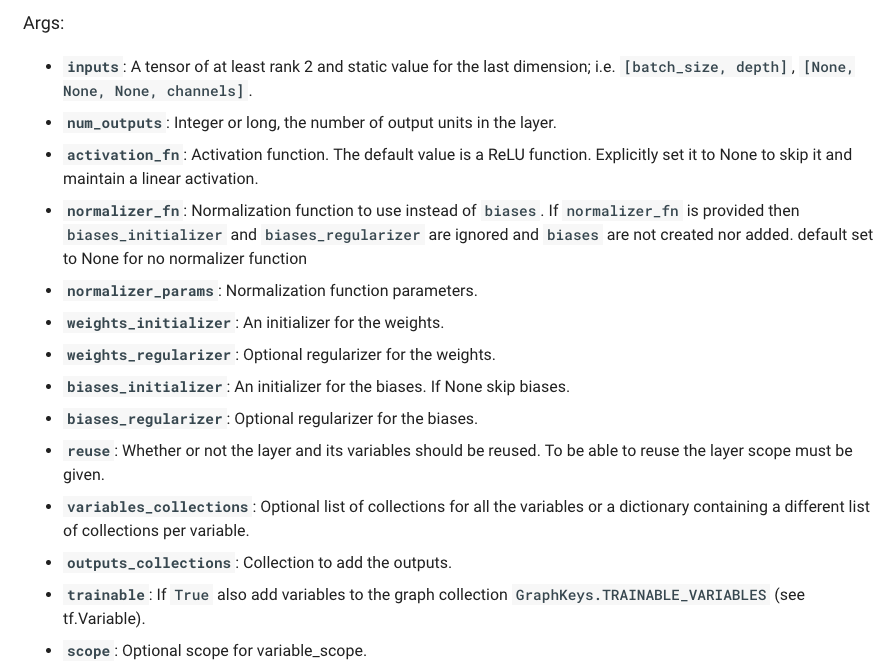 Args:
• inputs : A tensor of at least rank 2 and static value for the last dimension; i.e. [batch_size, depth] , [None,
None, None, channels] .
• num_outputs : Integer or long, the number of output units in the layer.
• activation_fn : Activation function. The default value is a ReLU function. Explicitly set it to None to skip it and
maintain a linear activation.
• normalizer_fn : Normalization function to use instead of biases . If normalizer_fn is provided then
biases_initializer and biases_regularizer are ignored and biases are not created nor added. default set
to None for no normalizer function
• normalizer_params : Normalization function parameters.
• weights_initializer : An initializer for the weights.
• weights_regularizer : Optional regularizer for the weights.
• biases_initializer : An initializer for the biases. If None skip biases.
• biases_regularizer : Optional regularizer for the biases.
• reuse : Whether or not the layer and its variables should be reused. To be able to reuse the layer scope must be
given.
• variables_collections : Optional list of collections for all the variables or a dictionary containing a different list
of collections per variable.
• outputs_collections : Collection to add the outputs.
• trainable : If True also add variables to the graph collection GraphKeys.TRAINABLE_VARIABLES (see
tf.Variable).
• scope : Optional scope for variable_scope.